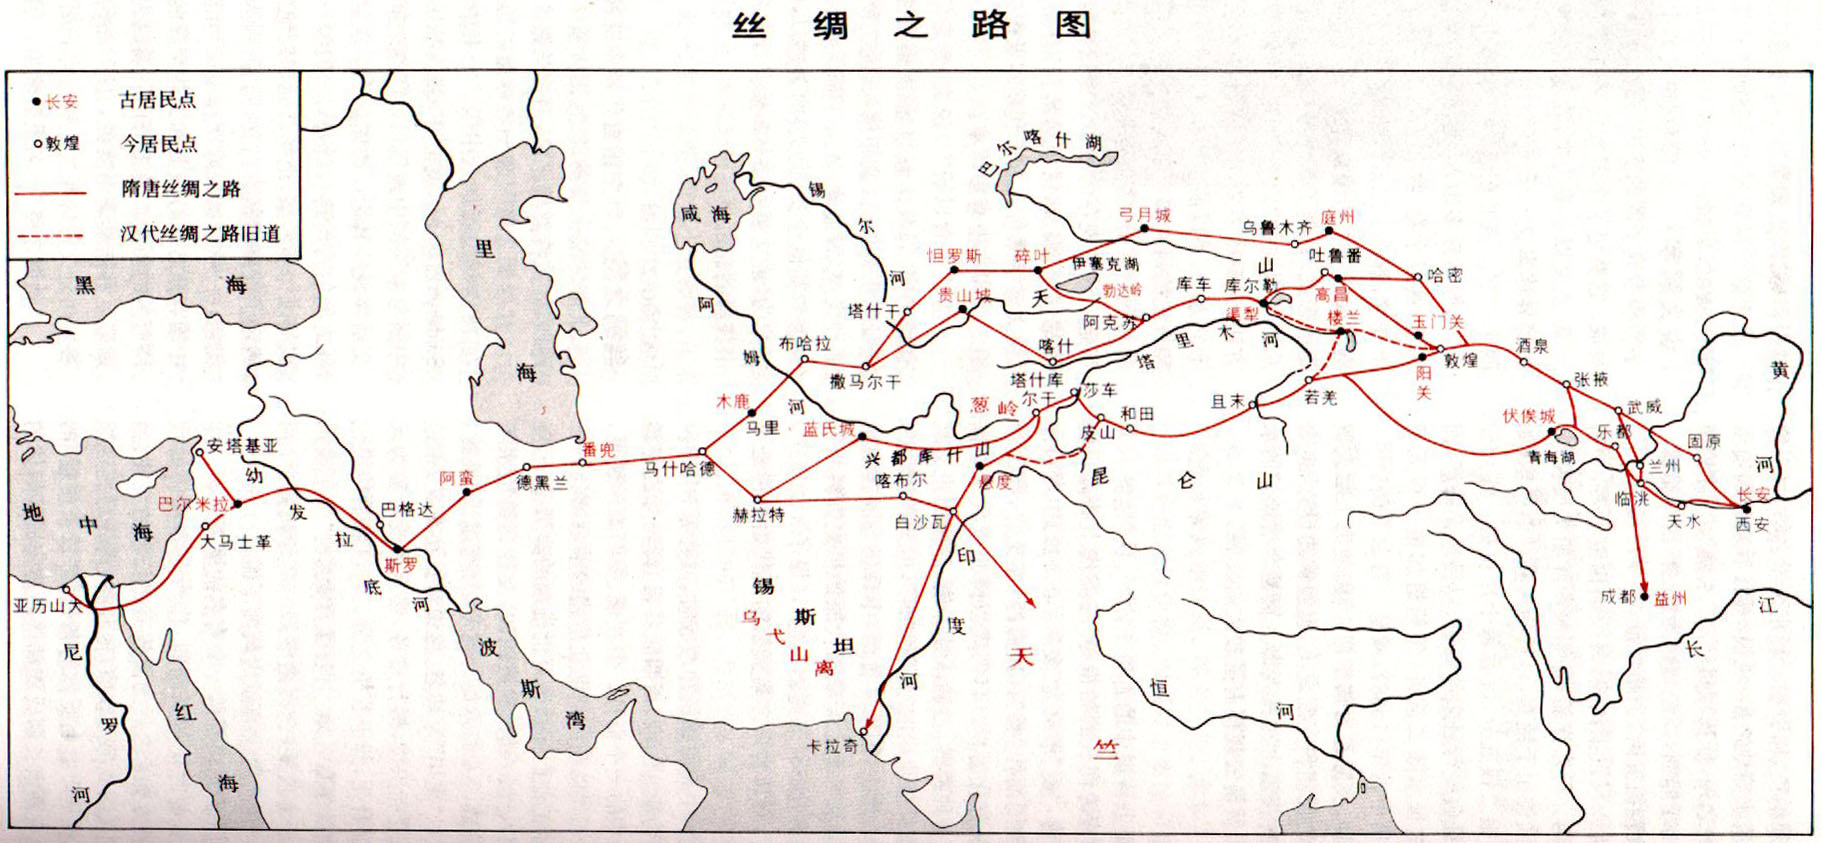 丝绸之路图
长安 古居民点
敦煌 今居民点
隋唐丝绸之路
汉代丝绸之路旧道
黑海
里海
咸海
锡尔河
阿姆河
巴尔喀什湖
伊塞克湖
天山
勃达岭
弓月城
乌鲁木齐
庭州
吐鲁番
高昌
哈密
怛罗斯
碎叶
贵山城
塔什干
库车
库尔勒
渠犁
楼兰
玉门关
敦煌
阳关
酒泉
张掖
武威
黄河
布哈拉
撒马尔干
喀什
阿克苏
塔里木河
塔什库尔干
莎车
和田
皮山
且末
若羌
伏俟城
青海湖
乐都
兰州
固原
临洮
天水
长安
西安
木鹿
马里
蓝氏城
葱岭
兴都库什山
昆仑山
悬度
番兜
马什哈德
阿蛮
德黑兰
赫拉特
喀布尔
白沙瓦
安塔基亚
巴尔米拉
大马士革
巴格达
斯罗
幼发拉底河
地中海
亚历山大
尼罗河
红海
波斯湾
锡斯坦
乌弋山离
印度河
卡拉奇
天竺
恒河
成都
益州
长江